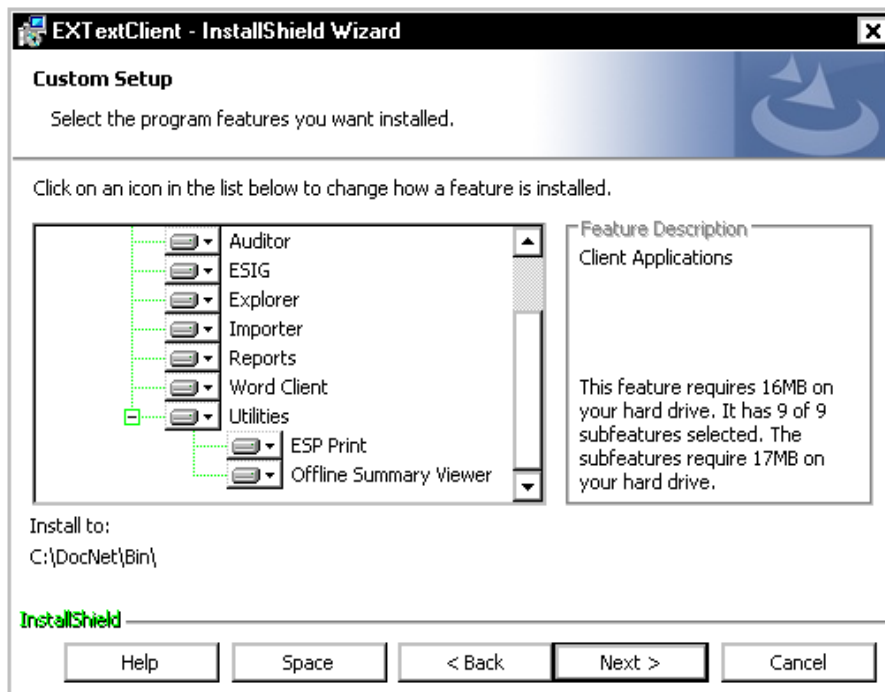 EXTextClient - InstallShield Wizard
Custom Setup
Select the program features you want installed.
Click on an icon in the list below to change how a feature is installed.
Auditor
ESIG
Explorer
Importer
Reports
Word Client
Utilities
ESP Print
Offline Summary Viewer
Feature Description
Client Applications
This feature requires 16MB on
your hard drive. It has 9 of 9
subfeatures selected. The
subfeatures require 17MB on
your hard drive.
Install to:
C:\DocNet\Bin\
InstallShield
Help
Space
< Back
Next >
Cancel